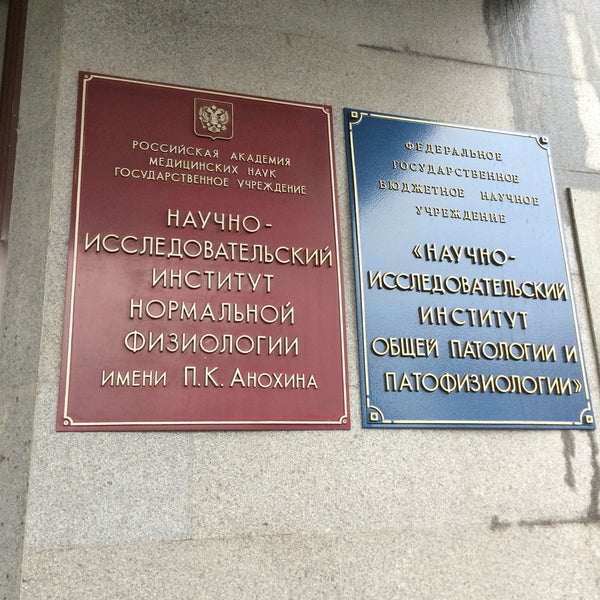 РОССИЙСКАЯ АКАДЕМИЯ
МЕДИЦИНСКИХ НАУК
ГОСУДАРСТВЕННОЕ УЧРЕЖДЕНИЕ
НАУЧНО-
ИССЛЕДОВАТЕЛЬСКИЙ
ИНСТИТУТ
НОРМАЛЬНОЙ
ФИЗИОЛОГИИ
ИМЕНИ П.К. АНОХИНА
ФЕДЕРАЛЬНОЕ
ГОСУДАРСТВЕННОЕ
БЮДЖЕТНОЕ НАУЧНОЕ
УЧРЕЖДЕНИЕ
«НАУЧНО-
ИССЛЕДОВАТЕЛЬСКИЙ
ИНСТИТУТ
ОБЩЕЙ ПАТОЛОГИИ И
ПАТОФИЗИОЛОГИИ»